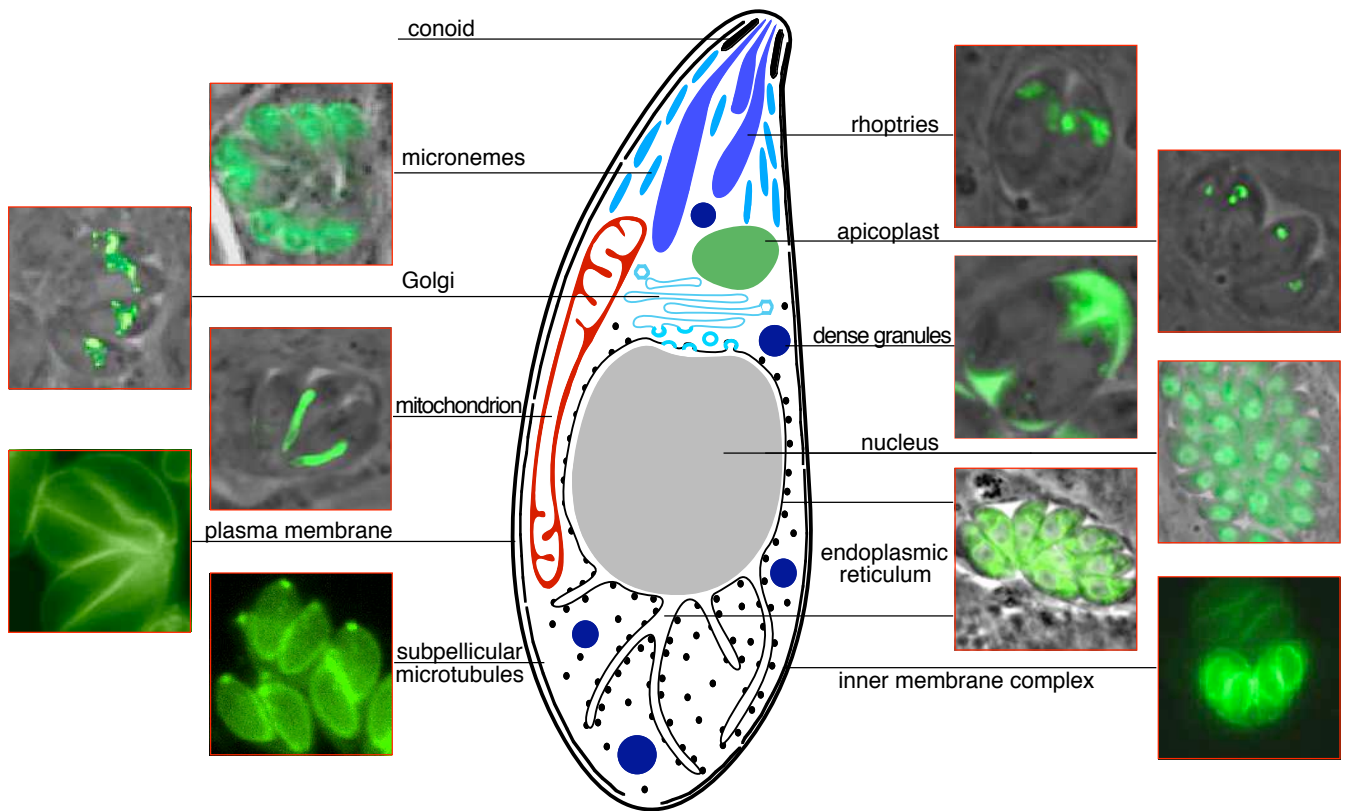 conoid
rhoptries
micronemes
apicoplast
Golgi
dense granules
mitochondrion
nucleus
plasma membrane
endoplasmic
reticulum
subpellicular
microtubules
inner membrane complex